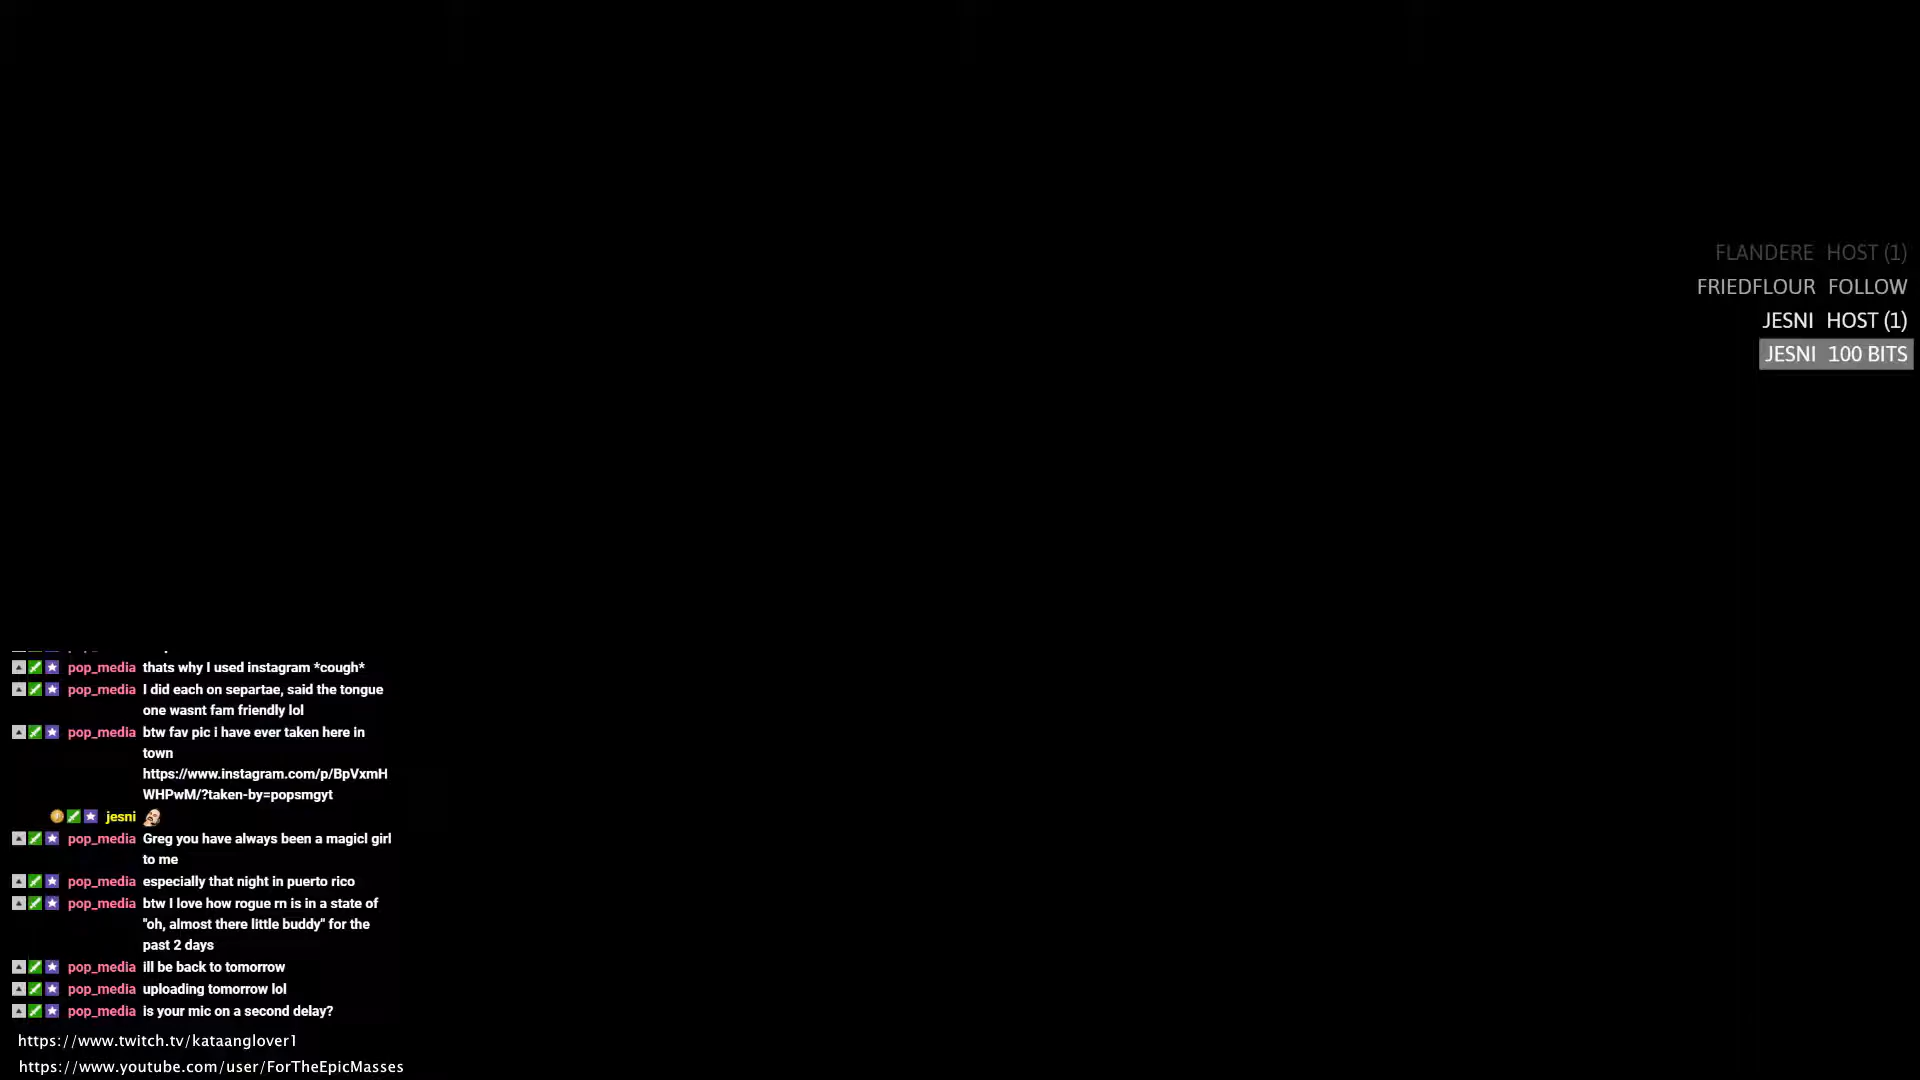 FLANDERE HOST (1)
FRIEDFLOUR FOLLOW
JESNI HOST (1)
JESNI 100 BITS
pop_media thats why I used instagram *cough*
pop_media I did each on separtae, said the tongue
one wasnt fam friendly lol
pop_media btw fav pic i have ever taken here in
town
https://www.instagram.com/p/BpVxmH
WHPwM/?taken-by=popsmgyt
jesni
pop_media Greg you have always been a magicl girl
to me
pop_media especially that night in puerto rico
pop_media btw I love how rogue rn is in a state of
"oh, almost there little buddy" for the
past 2 days
pop_media ill be back to tomorrow
pop_media uploading tomorrow lol
pop_media is your mic on a second delay?
https://www.twitch.tv/kataanglover1
https://www.youtube.com/user/ForTheEpicMasses